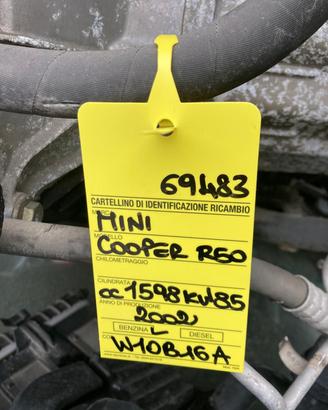 69483
CARTELLINO DI IDENTIFICAZIONE RICAMBIO
MINI
MODELLO
COOPER R50
CHILOMETRAGGIO
CILINDRATA
CC 1598 KW85
ANNO DI PRODUZIONE
2002
BENZINA L DIESEL
W10B16A